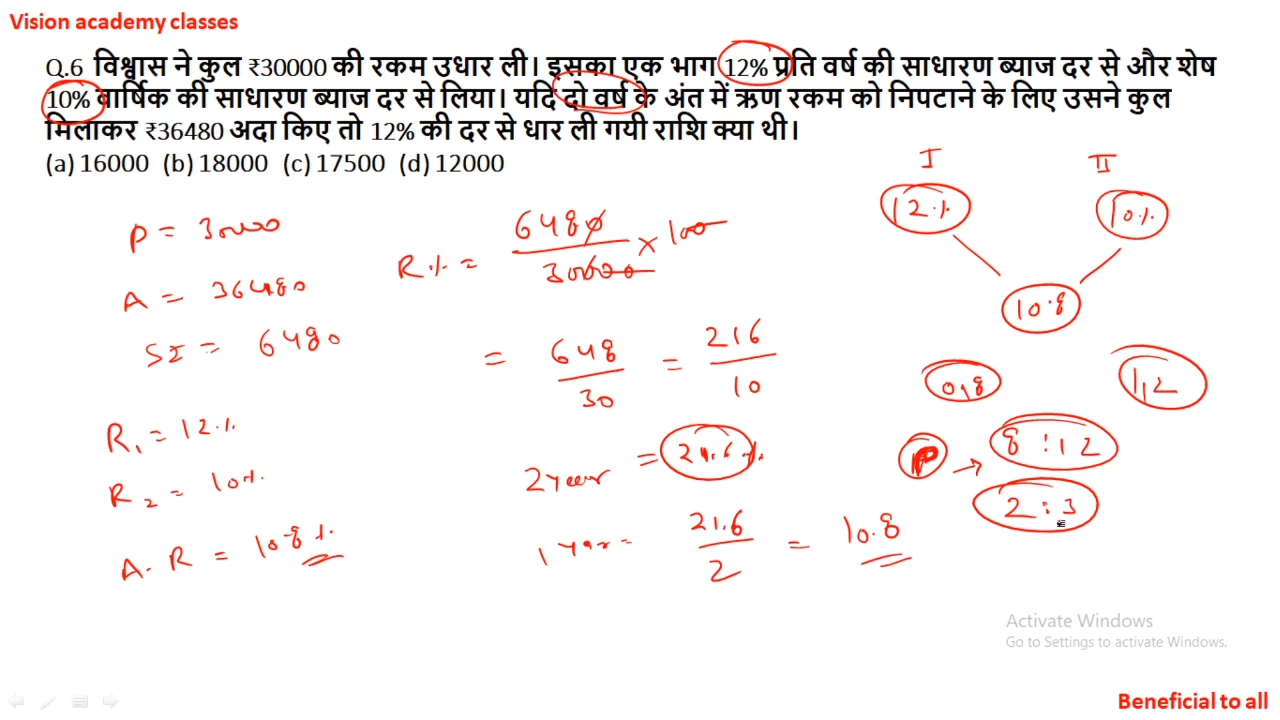 Vision academy classes
Q.6 विश्वास ने कुल ₹30000 की रकम उधार ली। इसका एक भाग 12% प्रति वर्ष की साधारण ब्याज दर से और शेष
10% वार्षिक की साधारण ब्याज दर से लिया। यदि दो वर्ष के अंत में ऋण रकम को निपटाने के लिए उसने कुल
मिलाकर ₹36480 अदा किए तो 12% की दर से धार ली गयी राशि क्या थी।
(a) 16000 (b) 18000 (c) 17500 (d) 12000
I II
12% 10%
10.8
0.8 1.2
P → 8 : 12
2 : 3
P = 30000
A = 36480
SI = 6480
R₁ = 12%
R₂ = 10%
A.R = 10.8%
R% = 6480/30000 × 100
= 648/30 = 216/10
2 year = 21.6%
1 year = 21.6/2 = 10.8
Activate Windows
Go to Settings to activate Windows.
Beneficial to all